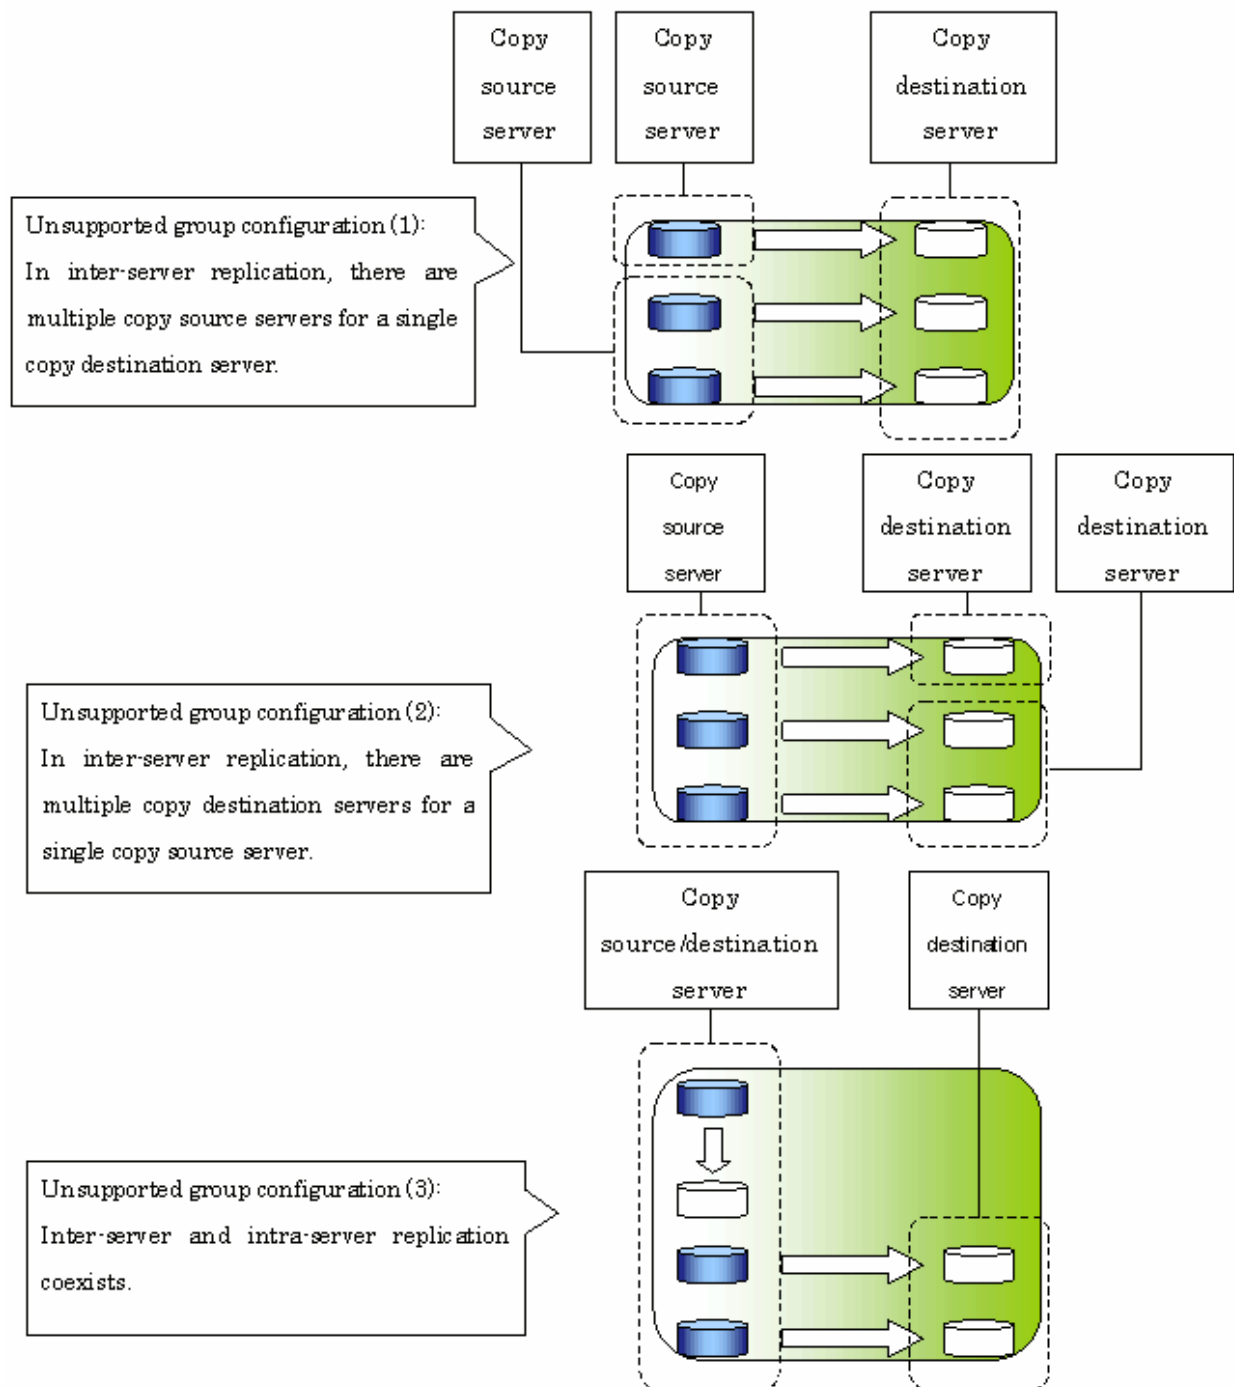 Copy
source
server
Copy
source
server
Copy
destination
server
Unsupported group configuration (1):
In inter-server replication, there are
multiple copy source servers for a single
copy destination server.
Copy
source
server
Copy
destination
server
Copy
destination
server
Unsupported group configuration (2):
In inter-server replication, there are
multiple copy destination servers for a
single copy source server.
Copy
source/destination
server
Copy
destination
server
Unsupported group configuration (3):
Inter-server and intra-server replication
coexists.